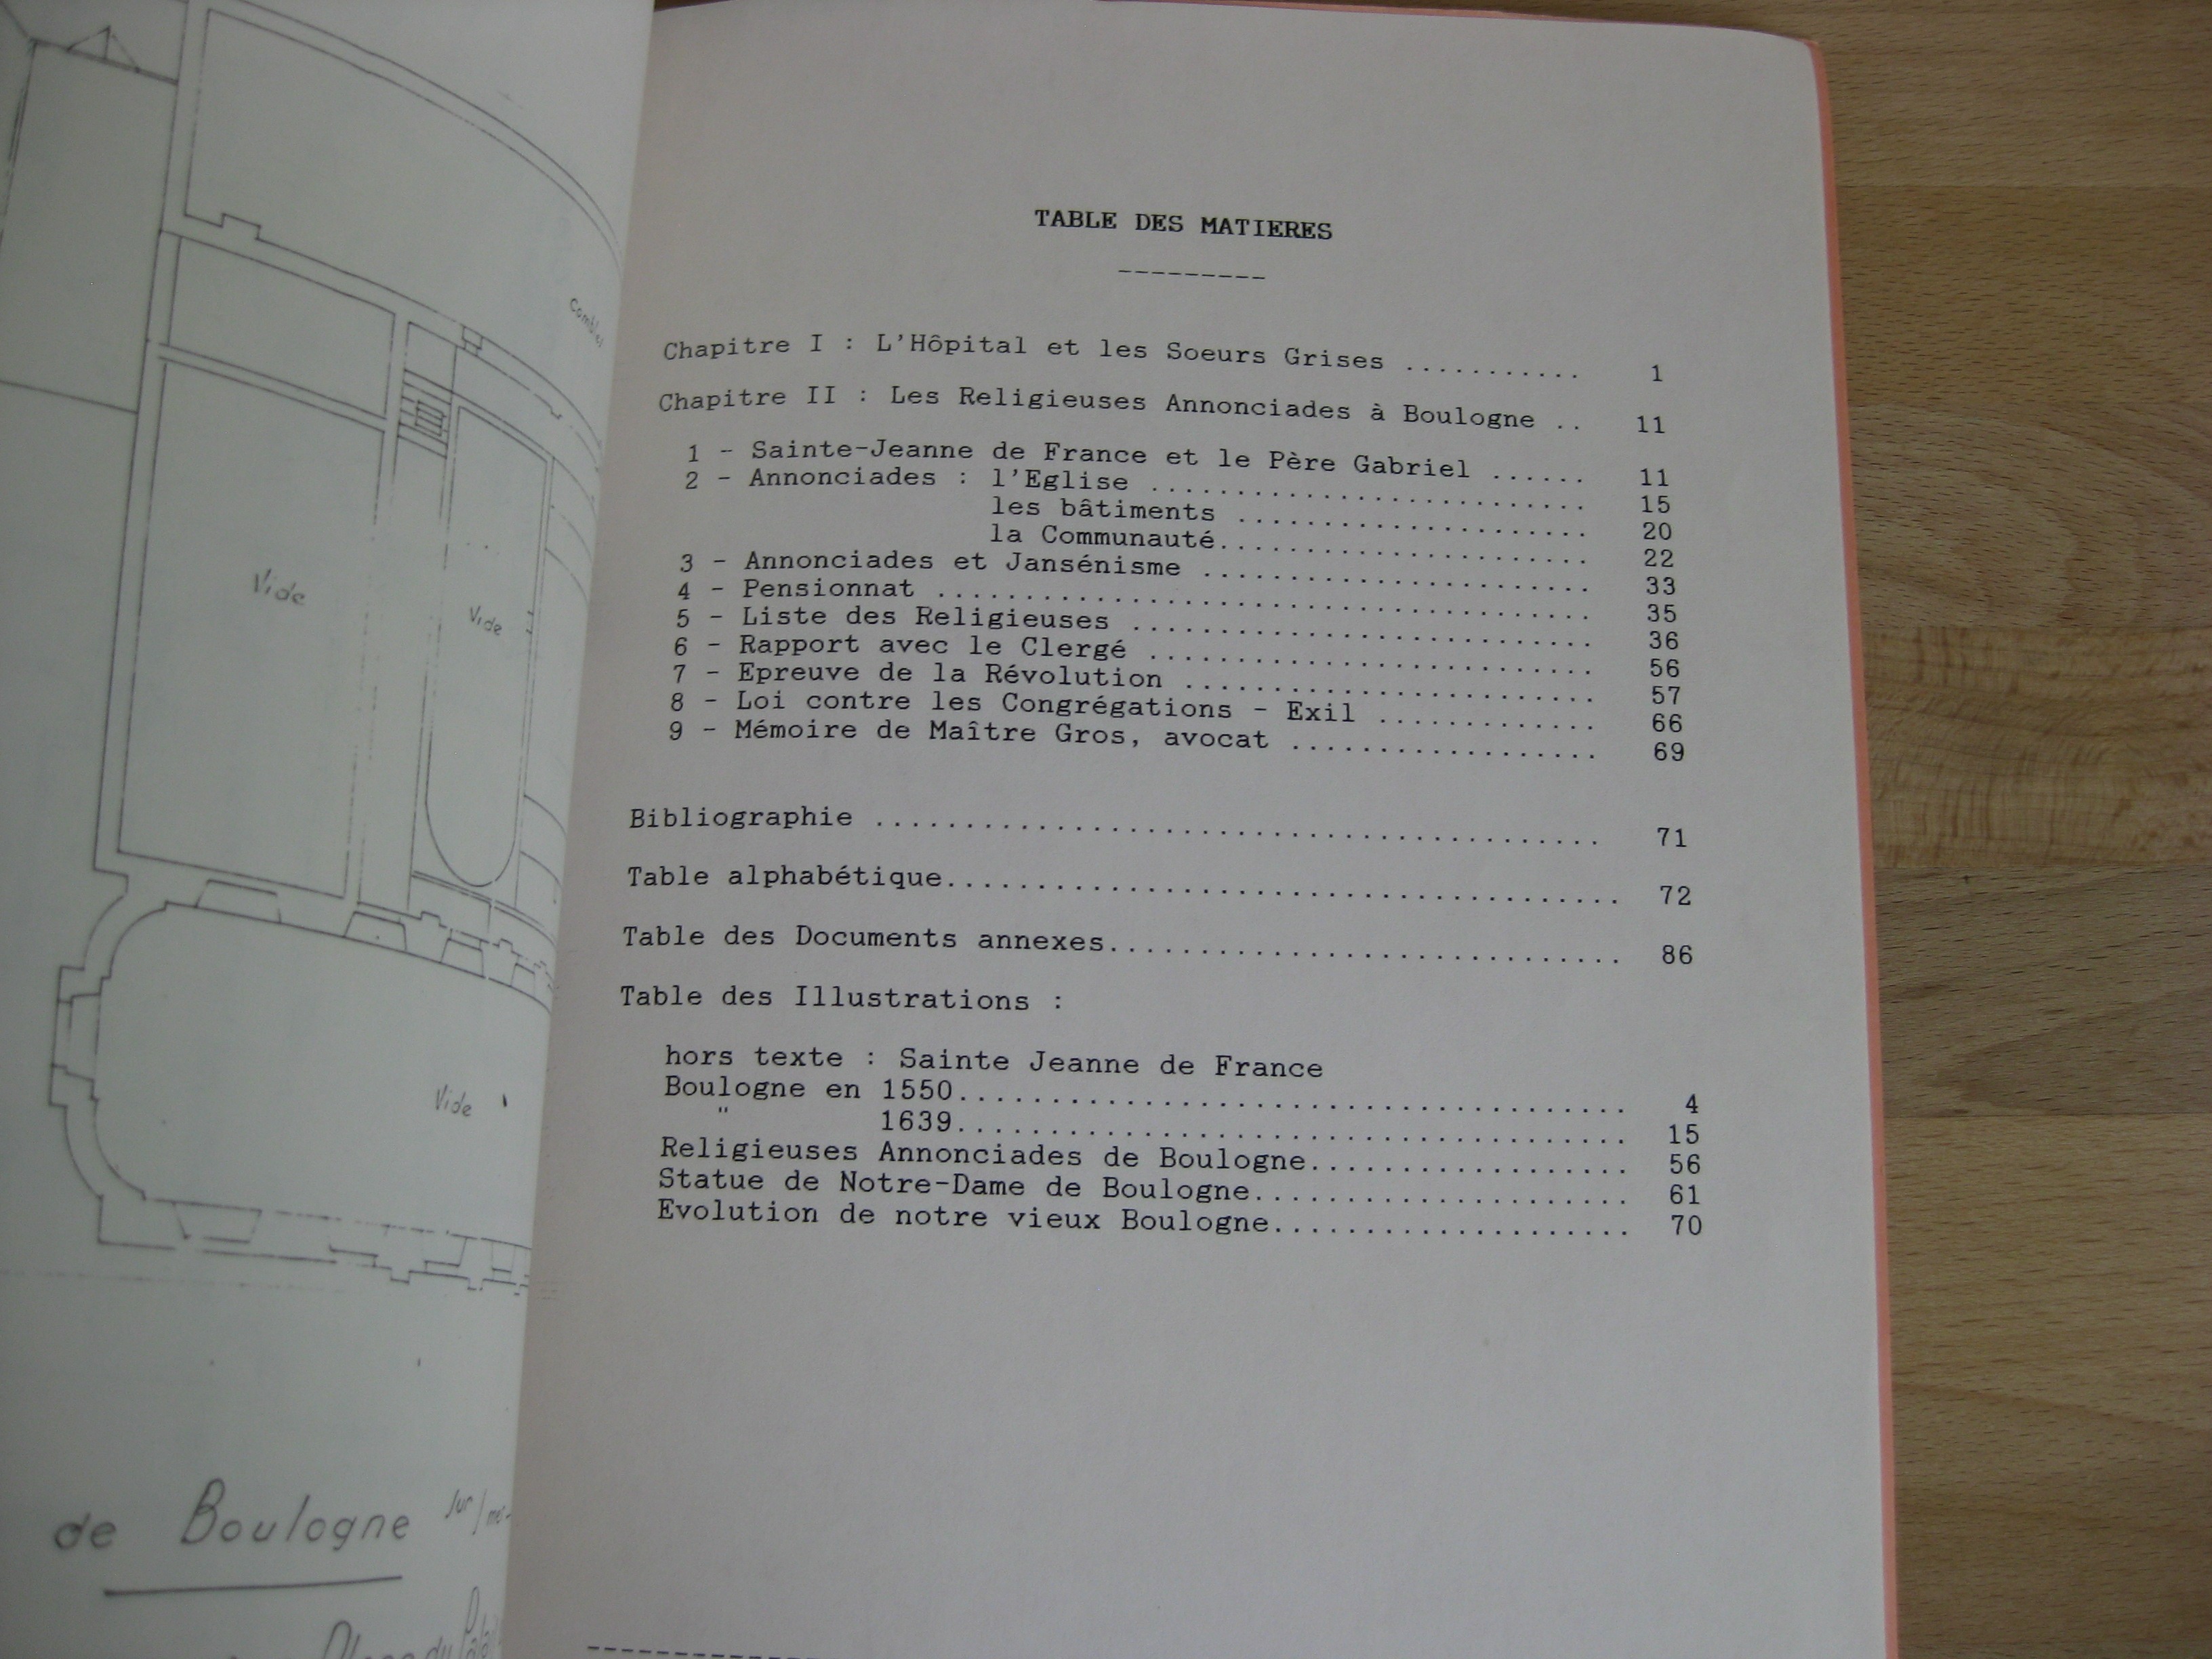 Combles
Vide
Vide
Vide
de Boulogne sur/mer
Place du Palais
TABLE DES MATIERES
---------
Chapitre I : L'Hôpital et les Soeurs Grises ........... 1
Chapitre II : Les Religieuses Annonciades à Boulogne .. 11
1 - Sainte-Jeanne de France et le Père Gabriel ...... 11
2 - Annonciades : l'Eglise ........................... 15
les bâtiments ...................... 20
la Communauté....................... 22
3 - Annonciades et Jansénisme ....................... 33
4 - Pensionnat ....................................... 35
5 - Liste des Religieuses ........................... 36
6 - Rapport avec le Clergé .......................... 56
7 - Epreuve de la Révolution ........................ 57
8 - Loi contre les Congrégations - Exil ............. 66
9 - Mémoire de Maître Gros, avocat .................. 69
Bibliographie ......................................... 71
Table alphabétique...................................... 72
Table des Documents annexes............................. 86
Table des Illustrations :
hors texte : Sainte Jeanne de France
Boulogne en 1550...................................... 4
" 1639...................................... 15
Religieuses Annonciades de Boulogne................... 56
Statue de Notre-Dame de Boulogne...................... 61
Evolution de notre vieux Boulogne..................... 70